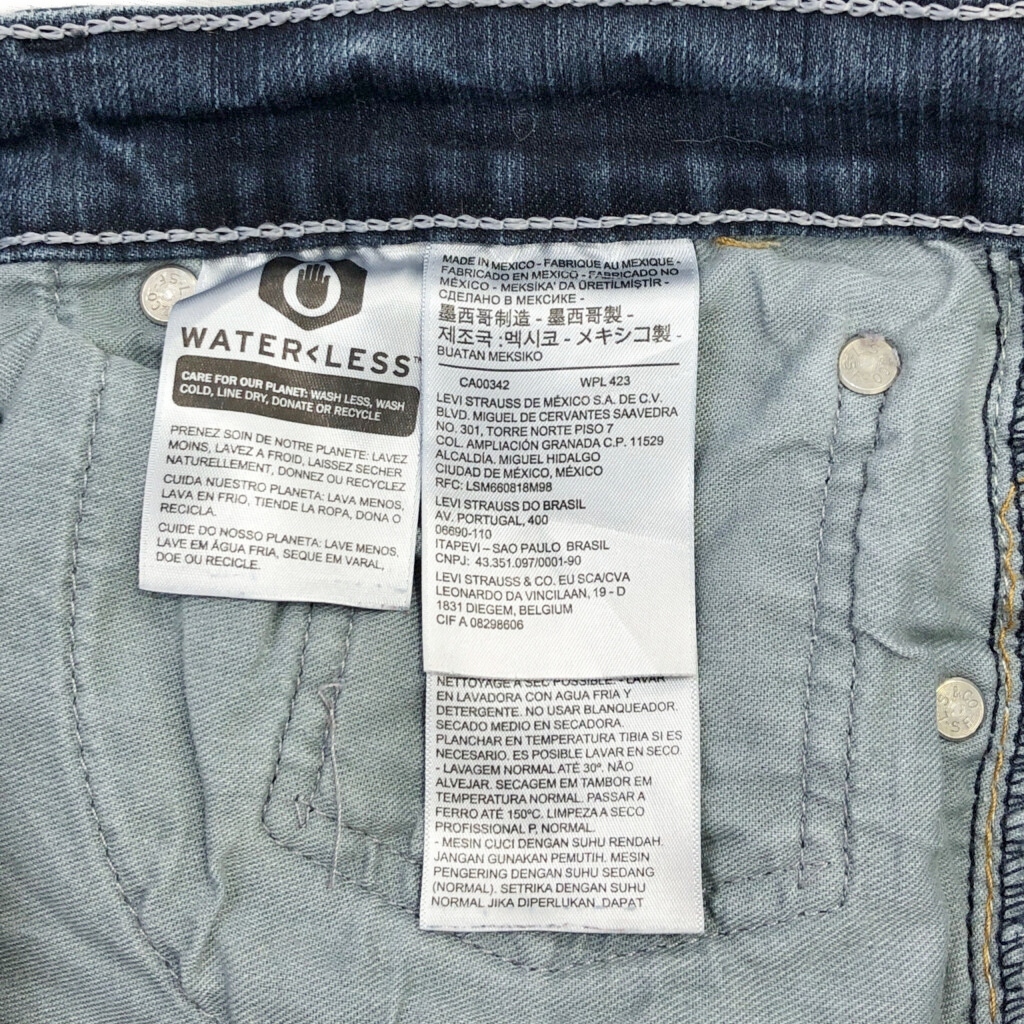 WATER<LESS™
CARE FOR OUR PLANET: WASH LESS, WASH
COLD, LINE DRY, DONATE OR RECYCLE
PRENEZ SOIN DE NOTRE PLANETE: LAVEZ
MOINS, LAVEZ A FROID, LAISSEZ SECHER
NATURELLEMENT, DONNEZ OU RECYCLEZ
CUIDA NUESTRO PLANETA: LAVA MENOS,
LAVA EN FRIO, TIENDE LA ROPA, DONA O
RECICLA.
CUIDE DO NOSSO PLANETA: LAVE MENOS,
LAVE EM ÁGUA FRIA, SEQUE EM VARAL,
DOE OU RECICLE.
MADE IN MEXICO - FABRIQUE AU MEXIQUE -
FABRICADO EN MEXICO - FABRICADO NO
MÉXICO - MEKSIKA' DA ÜRETİLMİŞTİR -
СДЕЛАНО В МЕКСИКЕ -
墨西哥制造 - 墨西哥製 -
제조국 :멕시코 - メキシコ製 -
BUATAN MEKSIKO
CA00342 WPL 423
LEVI STRAUSS DE MÉXICO S.A. DE C.V.
BLVD. MIGUEL DE CERVANTES SAAVEDRA
NO. 301, TORRE NORTE PISO 7
COL. AMPLIACIÓN GRANADA C.P. 11529
ALCALDÍA. MIGUEL HIDALGO
CIUDAD DE MÉXICO, MÉXICO
RFC: LSM660818M98
LEVI STRAUSS DO BRASIL
AV. PORTUGAL, 400
06690-110
ITAPEVI – SAO PAULO BRASIL
CNPJ: 43.351.097/0001-90
LEVI STRAUSS & CO. EU SCA/CVA
LEONARDO DA VINCILAAN, 19 - D
1831 DIEGEM, BELGIUM
CIF A 08298606
NETTOYAGE A SEC POSSIBLE. - LAVAR
EN LAVADORA CON AGUA FRIA Y
DETERGENTE. NO USAR BLANQUEADOR.
SECADO MEDIO EN SECADORA.
PLANCHAR EN TEMPERATURA TIBIA SI ES
NECESARIO. ES POSIBLE LAVAR EN SECO.
- LAVAGEM NORMAL ATÉ 30º. NÃO
ALVEJAR. SECAGEM EM TAMBOR EM
TEMPERATURA NORMAL. PASSAR A
FERRO ATÉ 150ºC. LIMPEZA A SECO
PROFISSIONAL P, NORMAL.
- MESIN CUCI DENGAN SUHU RENDAH.
JANGAN GUNAKAN PEMUTIH. MESIN
PENGERING DENGAN SUHU SEDANG
(NORMAL). SETRIKA DENGAN SUHU
NORMAL JIKA DIPERLUKAN. DAPAT